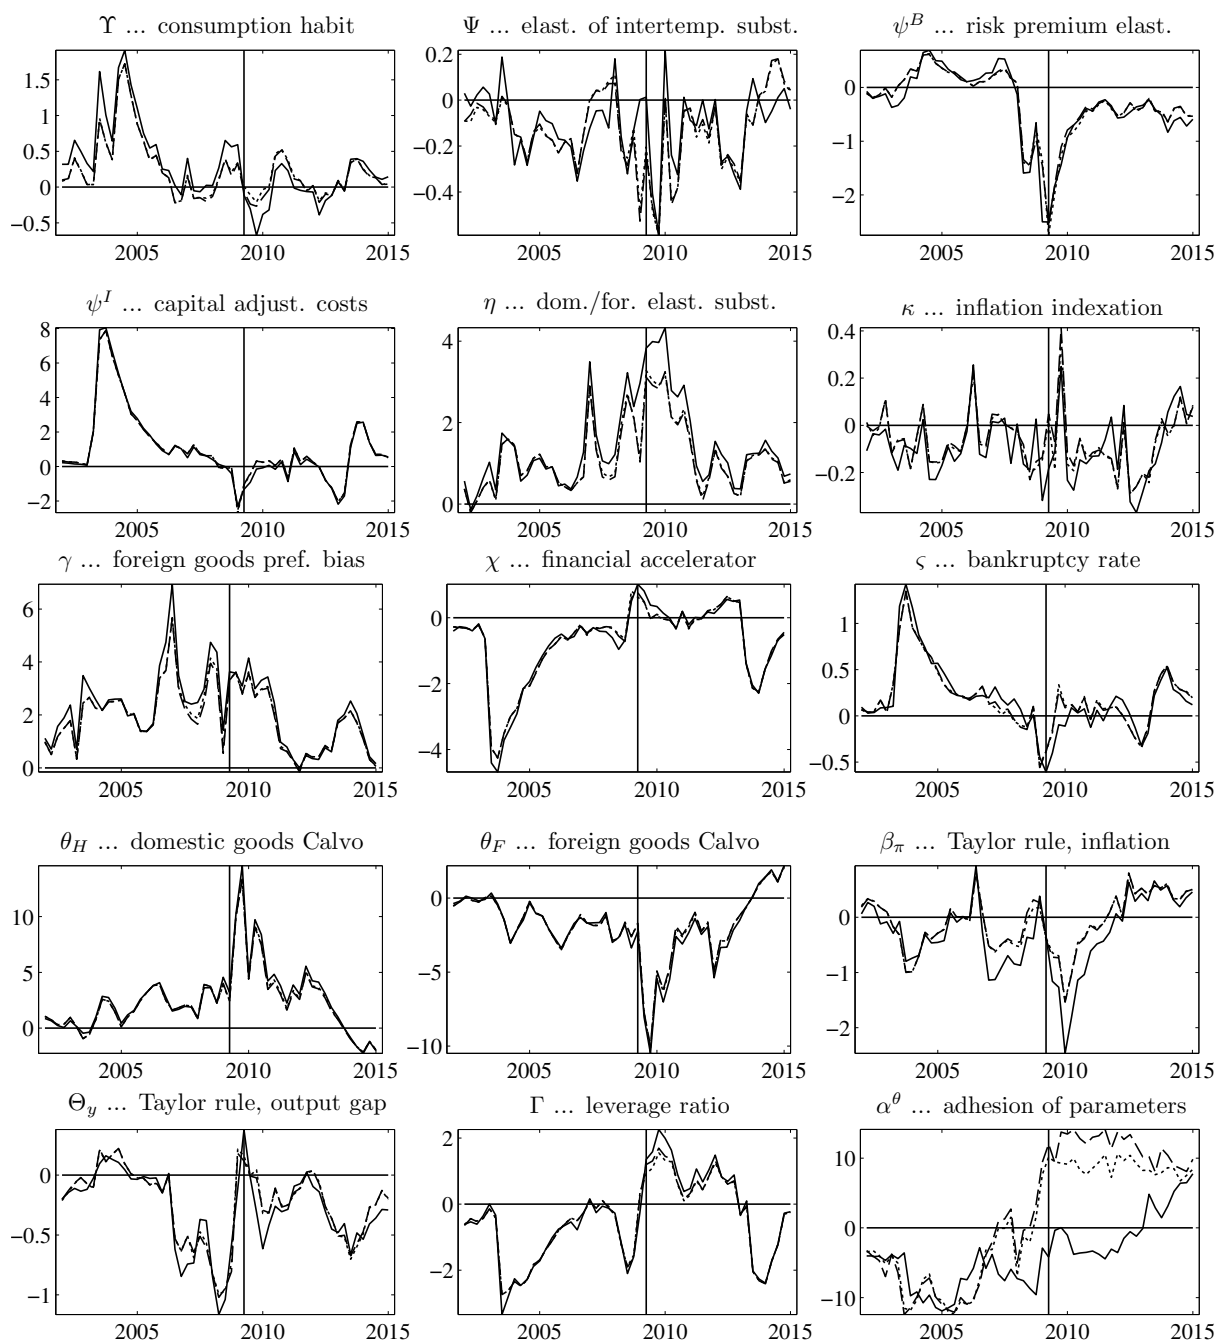 Υ ... consumption habit
1.5
1
0.5
0
−0.5
2005 2010 2015
Ψ ... elast. of intertemp. subst.
0.2
0
−0.2
−0.4
2005 2010 2015
ψ^B ... risk premium elast.
0
−1
−2
2005 2010 2015
ψ^I ... capital adjust. costs
8
6
4
2
0
−2
2005 2010 2015
η ... dom./for. elast. subst.
4
2
0
2005 2010 2015
κ ... inflation indexation
0.4
0.2
0
−0.2
2005 2010 2015
γ ... foreign goods pref. bias
6
4
2
0
2005 2010 2015
χ ... financial accelerator
0
−2
−4
2005 2010 2015
ς ... bankruptcy rate
1
0.5
0
−0.5
2005 2010 2015
θ_H ... domestic goods Calvo
10
5
0
2005 2010 2015
θ_F ... foreign goods Calvo
0
−5
−10
2005 2010 2015
β_π ... Taylor rule, inflation
0
−1
−2
2005 2010 2015
Θ_y ... Taylor rule, output gap
0
−0.5
−1
2005 2010 2015
Γ ... leverage ratio
2
0
−2
2005 2010 2015
α^θ ... adhesion of parameters
10
0
−10
2005 2010 2015